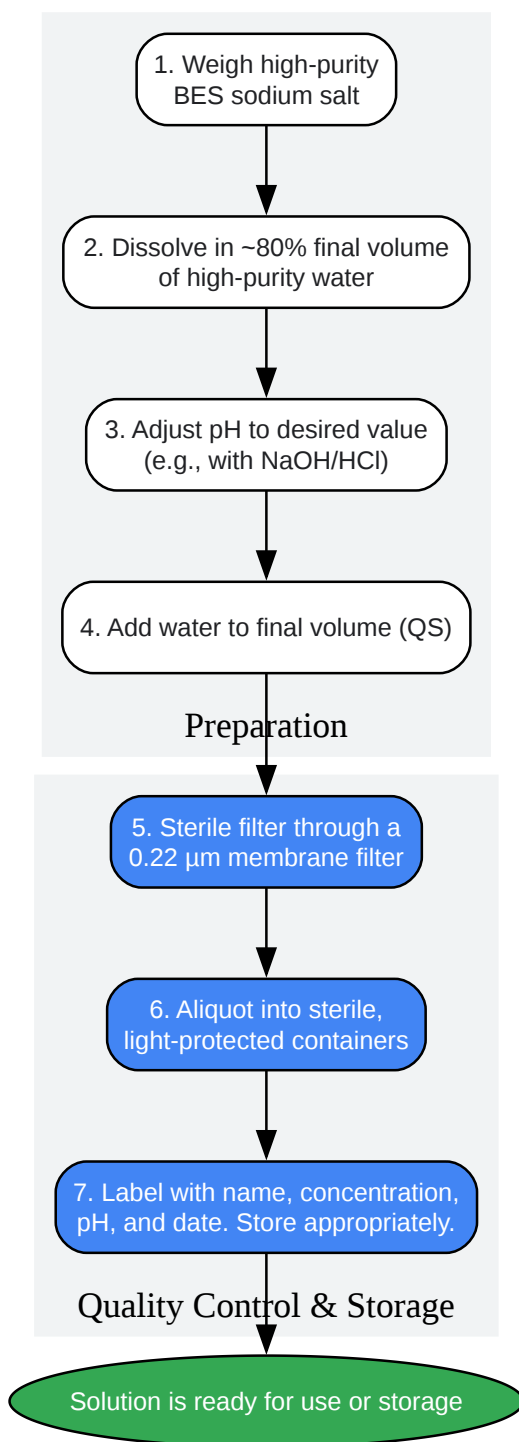 1. Weigh high-purity
BES sodium salt
2. Dissolve in ~80% final volume
of high-purity water
3. Adjust pH to desired value
(e.g., with NaOH/HCl)
4. Add water to final volume (QS)
Preparation
5. Sterile filter through a
0.22 µm membrane filter
6. Aliquot into sterile,
light-protected containers
7. Label with name, concentration,
pH, and date. Store appropriately.
Quality Control & Storage
Solution is ready for use or storage